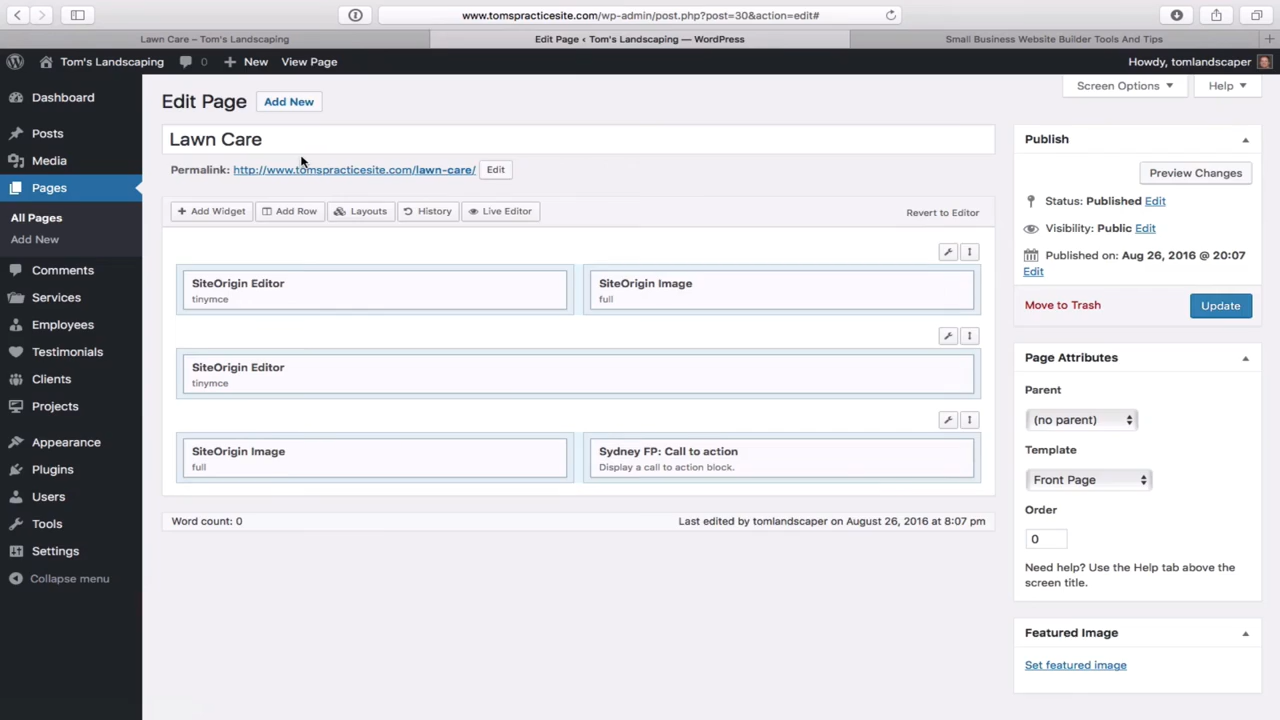 www.tomspracticesite.com/wp-admin/post.php?post=30&action=edit#
Lawn Care – Tom's Landscaping
Edit Page ‹ Tom's Landscaping — WordPress
Small Business Website Builder Tools And Tips
Tom's Landscaping
0
New
View Page
Howdy, tomlandscaper
Dashboard
Posts
Media
Pages
All Pages
Add New
Comments
Services
Employees
Testimonials
Clients
Projects
Appearance
Plugins
Users
Tools
Settings
Collapse menu
Screen Options
Help
Edit Page
Add New
Lawn Care
Permalink: http://www.tomspracticesite.com/lawn-care/
Edit
Add Widget
Add Row
Layouts
History
Live Editor
Revert to Editor
SiteOrigin Editor
tinymce
SiteOrigin Image
full
SiteOrigin Editor
tinymce
SiteOrigin Image
full
Sydney FP: Call to action
Display a call to action block.
Word count: 0
Last edited by tomlandscaper on August 26, 2016 at 8:07 pm
Publish
Preview Changes
Status: Published Edit
Visibility: Public Edit
Published on: Aug 26, 2016 @ 20:07
Edit
Move to Trash
Update
Page Attributes
Parent
(no parent)
Template
Front Page
Order
0
Need help? Use the Help tab above the
screen title.
Featured Image
Set featured image